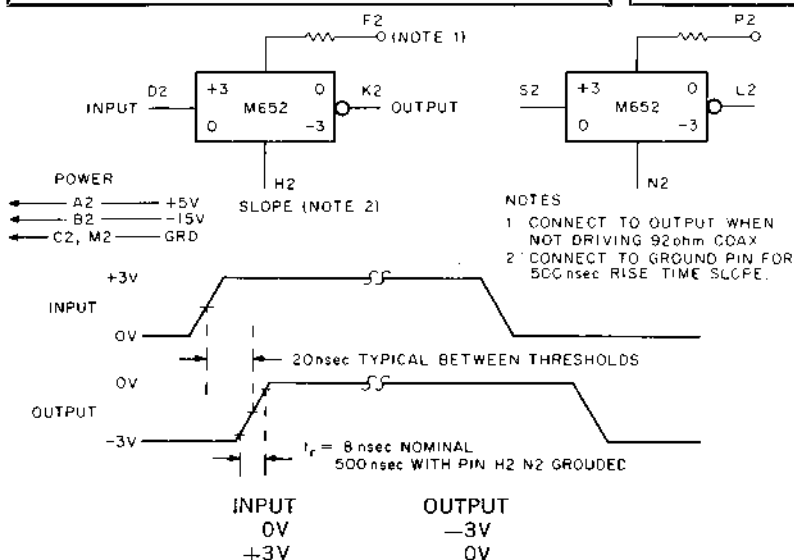 F2
(NOTE 1)
P2
D2
+3
0
K2
S2
+3
0
L2
INPUT
M652
OUTPUT
M652
0
-3
0
-3
H2
N2
SLOPE (NOTE 2)
POWER
A2 +5V
B2 -15V
C2, M2 GRD
NOTES
1 CONNECT TO OUTPUT WHEN
NOT DRIVING 92ohm COAX
2 CONNECT TO GROUND PIN FOR
500nsec RISE TIME SLOPE.
+3V
INPUT
0V
20nsec TYPICAL BETWEEN THRESHOLDS
0V
OUTPUT
-3V
tr = 8 nsec NOMINAL
500 nsec WITH PIN H2 N2 GROUDED
INPUT OUTPUT
0V —3V
+3V 0V